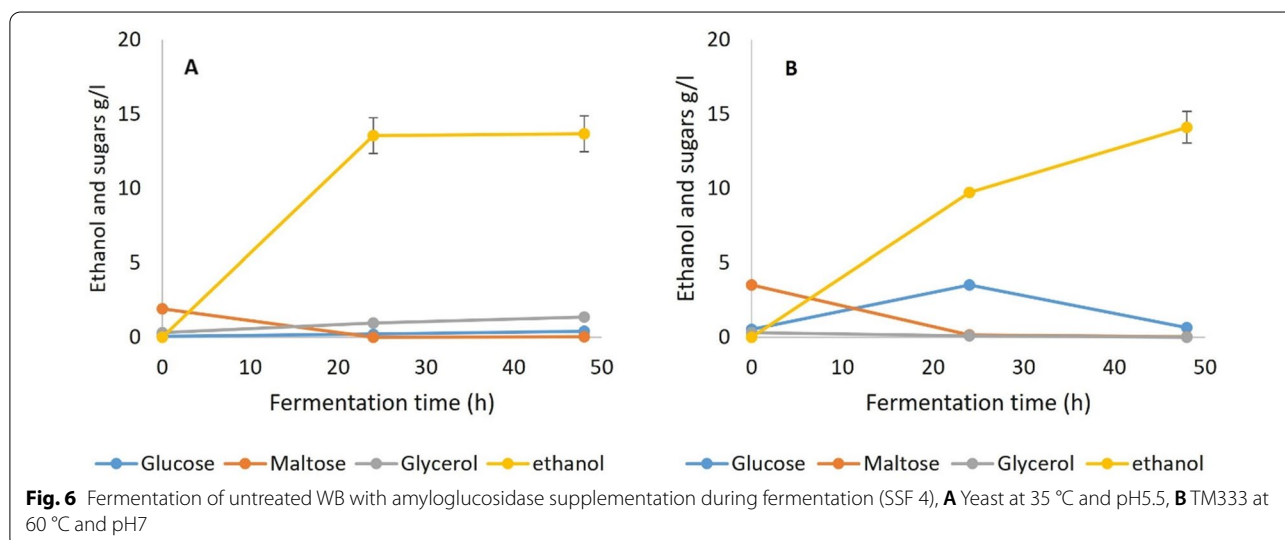 20
15
10
5
0
A
Ethanol and sugars g/l
0 10 20 30 40 50
Fermentation time (h)
Glucose Maltose Glycerol ethanol
20
15
10
5
0
B
Ethanol and sugars g/l
0 10 20 30 40 50
Fermentation time (h)
Glucose Maltose Glycerol ethanol
Fig. 6 Fermentation of untreated WB with amyloglucosidase supplementation during fermentation (SSF 4), A Yeast at 35 °C and pH5.5, B TM333 at
60 °C and pH7